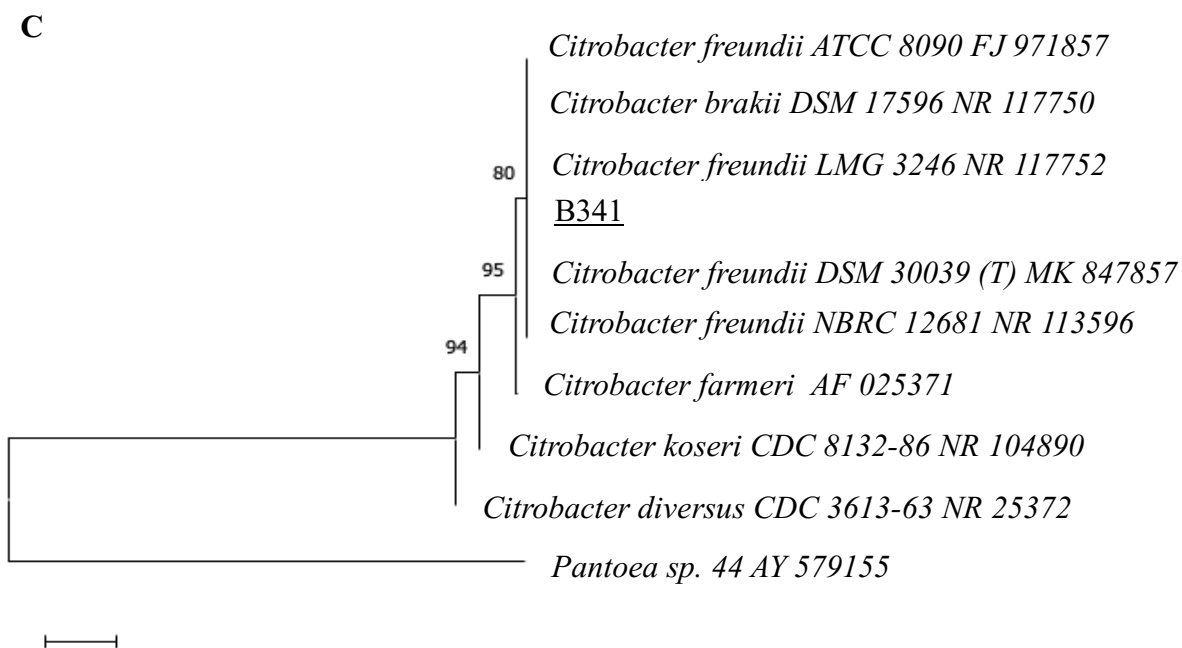 C
Citrobacter freundii ATCC 8090 FJ 971857
Citrobacter brakii DSM 17596 NR 117750
Citrobacter freundii LMG 3246 NR 117752
80
B341
95
Citrobacter freundii DSM 30039 (T) MK 847857
Citrobacter freundii NBRC 12681 NR 113596
94
Citrobacter farmeri AF 025371
Citrobacter koseri CDC 8132-86 NR 104890
Citrobacter diversus CDC 3613-63 NR 25372
Pantoea sp. 44 AY 579155